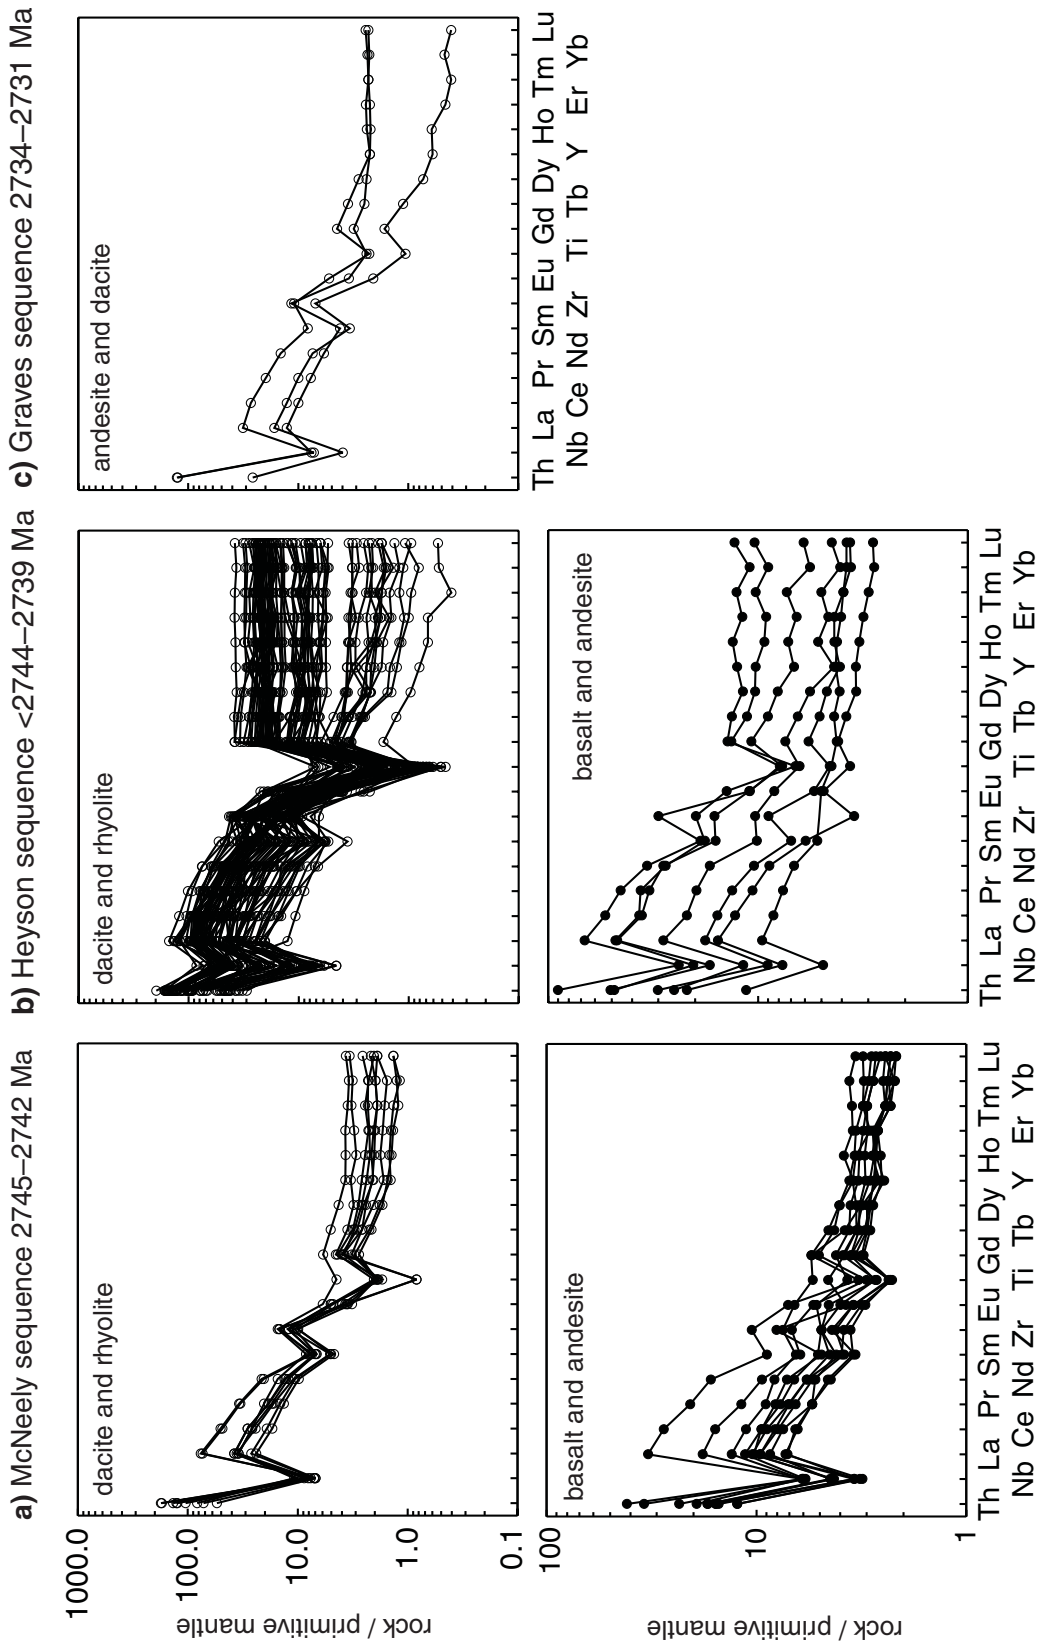 a) McNeely sequence 2745–2742 Ma
b) Heyson sequence <2744–2739 Ma
c) Graves sequence 2734–2731 Ma
1000.0
100.0
10.0
1.0
0.1
rock / primitive mantle
dacite and rhyolite
dacite and rhyolite
andesite and dacite
Th La Pr Sm Eu Gd Dy Ho Tm Lu
Nb Ce Nd Zr Ti Tb Y Er Yb
100
10
1
rock / primitive mantle
basalt and andesite
basalt and andesite
Th La Pr Sm Eu Gd Dy Ho Tm Lu
Nb Ce Nd Zr Ti Tb Y Er Yb
Th La Pr Sm Eu Gd Dy Ho Tm Lu
Nb Ce Nd Zr Ti Tb Y Er Yb